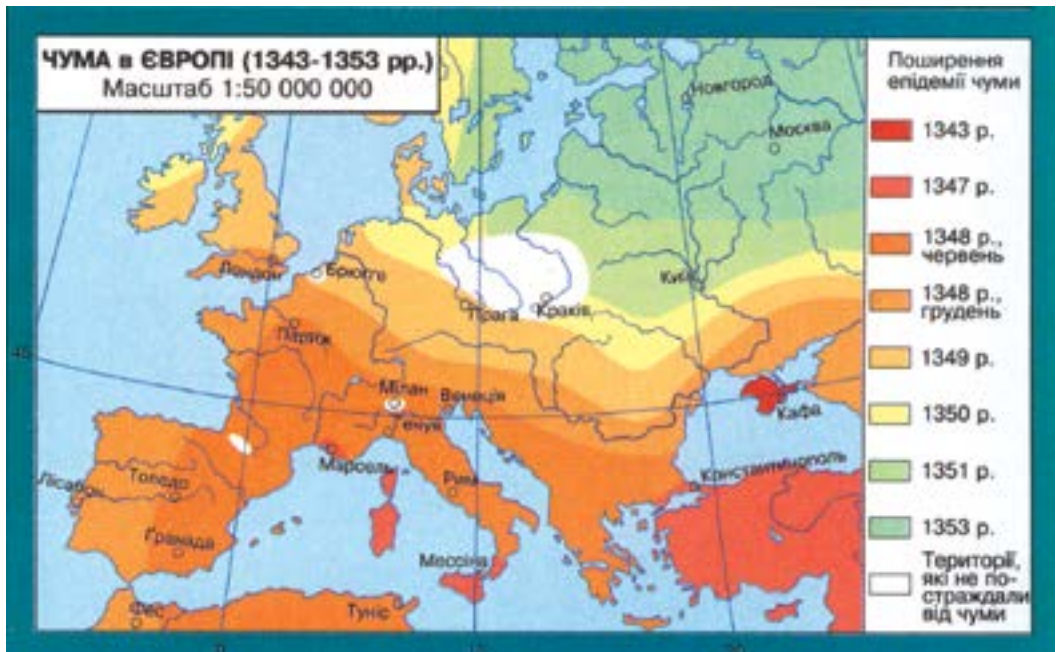 ЧУМА в ЄВРОПІ (1343-1353 рр.)
Масштаб 1:50 000 000
Поширення
епідемії чуми
1343 р.
1347 р.
1348 р.,
червень
1348 р.,
грудень
1349 р.
1350 р.
1351 р.
1353 р.
Території,
які не по-
страждали
від чуми
Новгород
Москва
Лондон
Брюгге
Київ
Прага
Краків
Париж
45
Мілан
Венеція
Генуя
Кафа
Марсель
Константинополь
Лісабон
Толедо
Рим
Гранада
Мессіна
Фес
Туніс
0